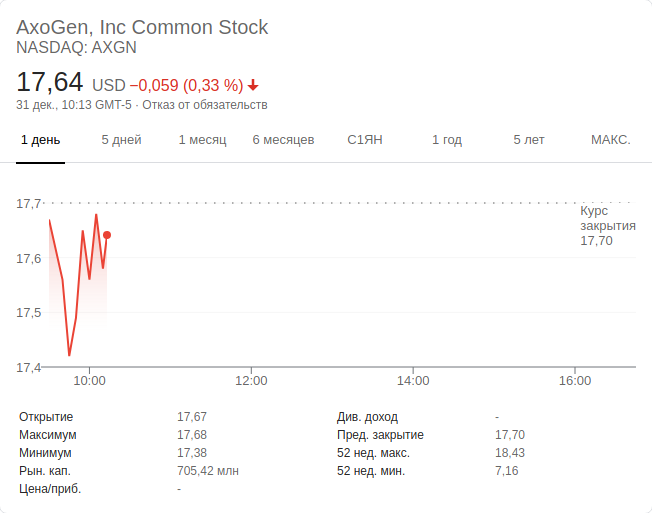 AxoGen, Inc Common Stock
NASDAQ: AXGN
17,64 USD −0,059 (0,33 %)
31 дек., 10:13 GMT-5 · Отказ от обязательств
1 день 5 дней 1 месяц 6 месяцев С1ЯН 1 год 5 лет МАКС.
17,7
Курс
закрытия
17,70
17,6
17,5
17,4
10:00 12:00 14:00 16:00
Открытие 17,67 Див. доход -
Максимум 17,68 Пред. закрытие 17,70
Минимум 17,38 52 нед. макс. 18,43
Рын. кап. 705,42 млн 52 нед. мин. 7,16
Цена/приб. -